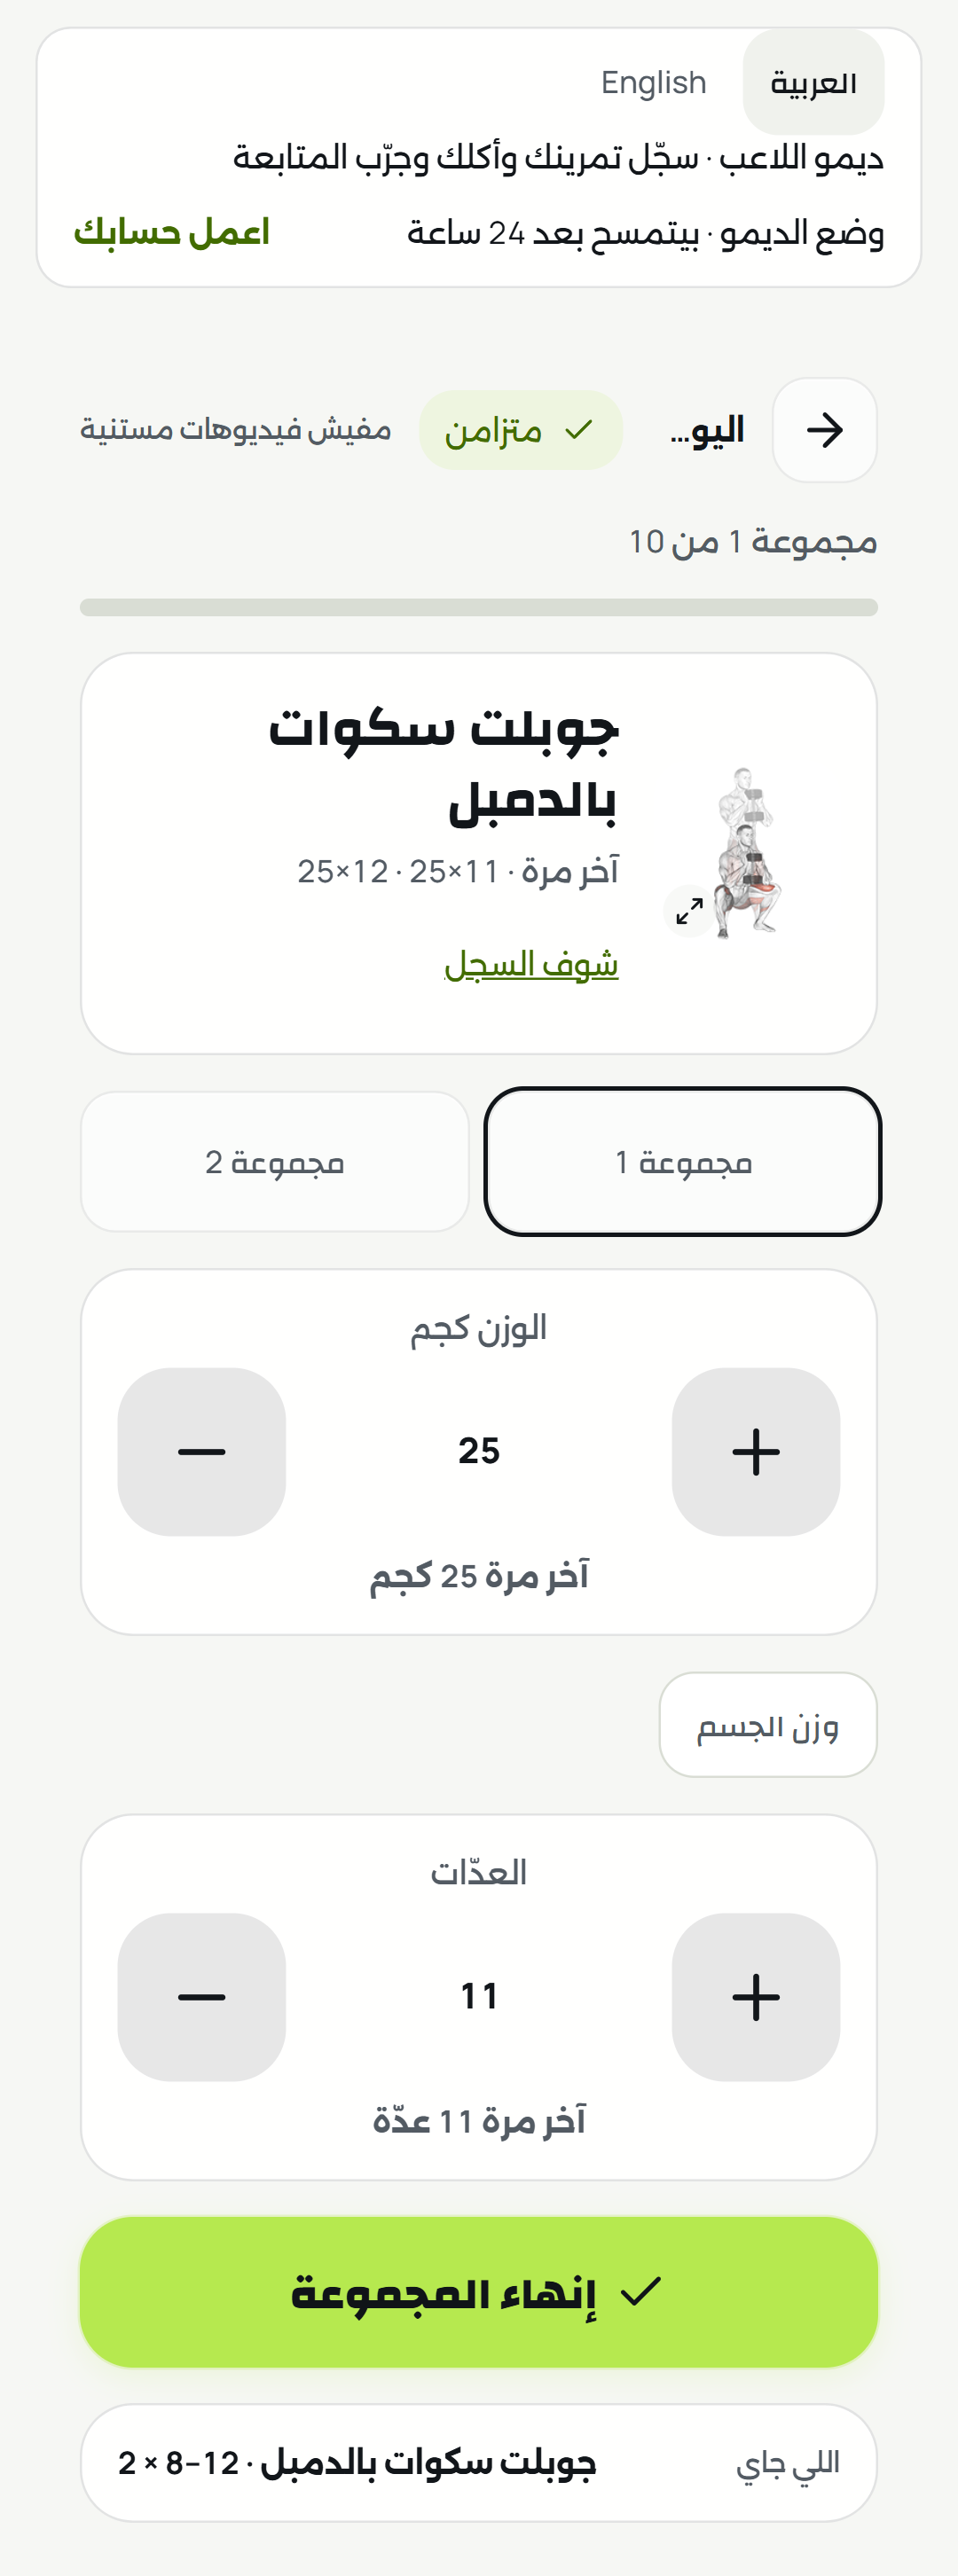 العربية
English
ديمو اللاعب · سجّل تمرينك وأكلك وجرّب المتابعة
وضع الديمو · بيتمسح بعد 24 ساعة
اعمل حسابك
اليو...
متزامن
مفيش فيديوهات مستنية
مجموعة 1 من 10
جوبلت سكوات
بالدمبل
آخر مرة · 11×25 · 12×25
شوف السجل
مجموعة 1
مجموعة 2
الوزن كجم
+
25
−
آخر مرة 25 كجم
وزن الجسم
العدّات
+
11
−
آخر مرة 11 عدّة
إنهاء المجموعة
اللي جاي
جوبلت سكوات بالدمبل · 2 × 8–12